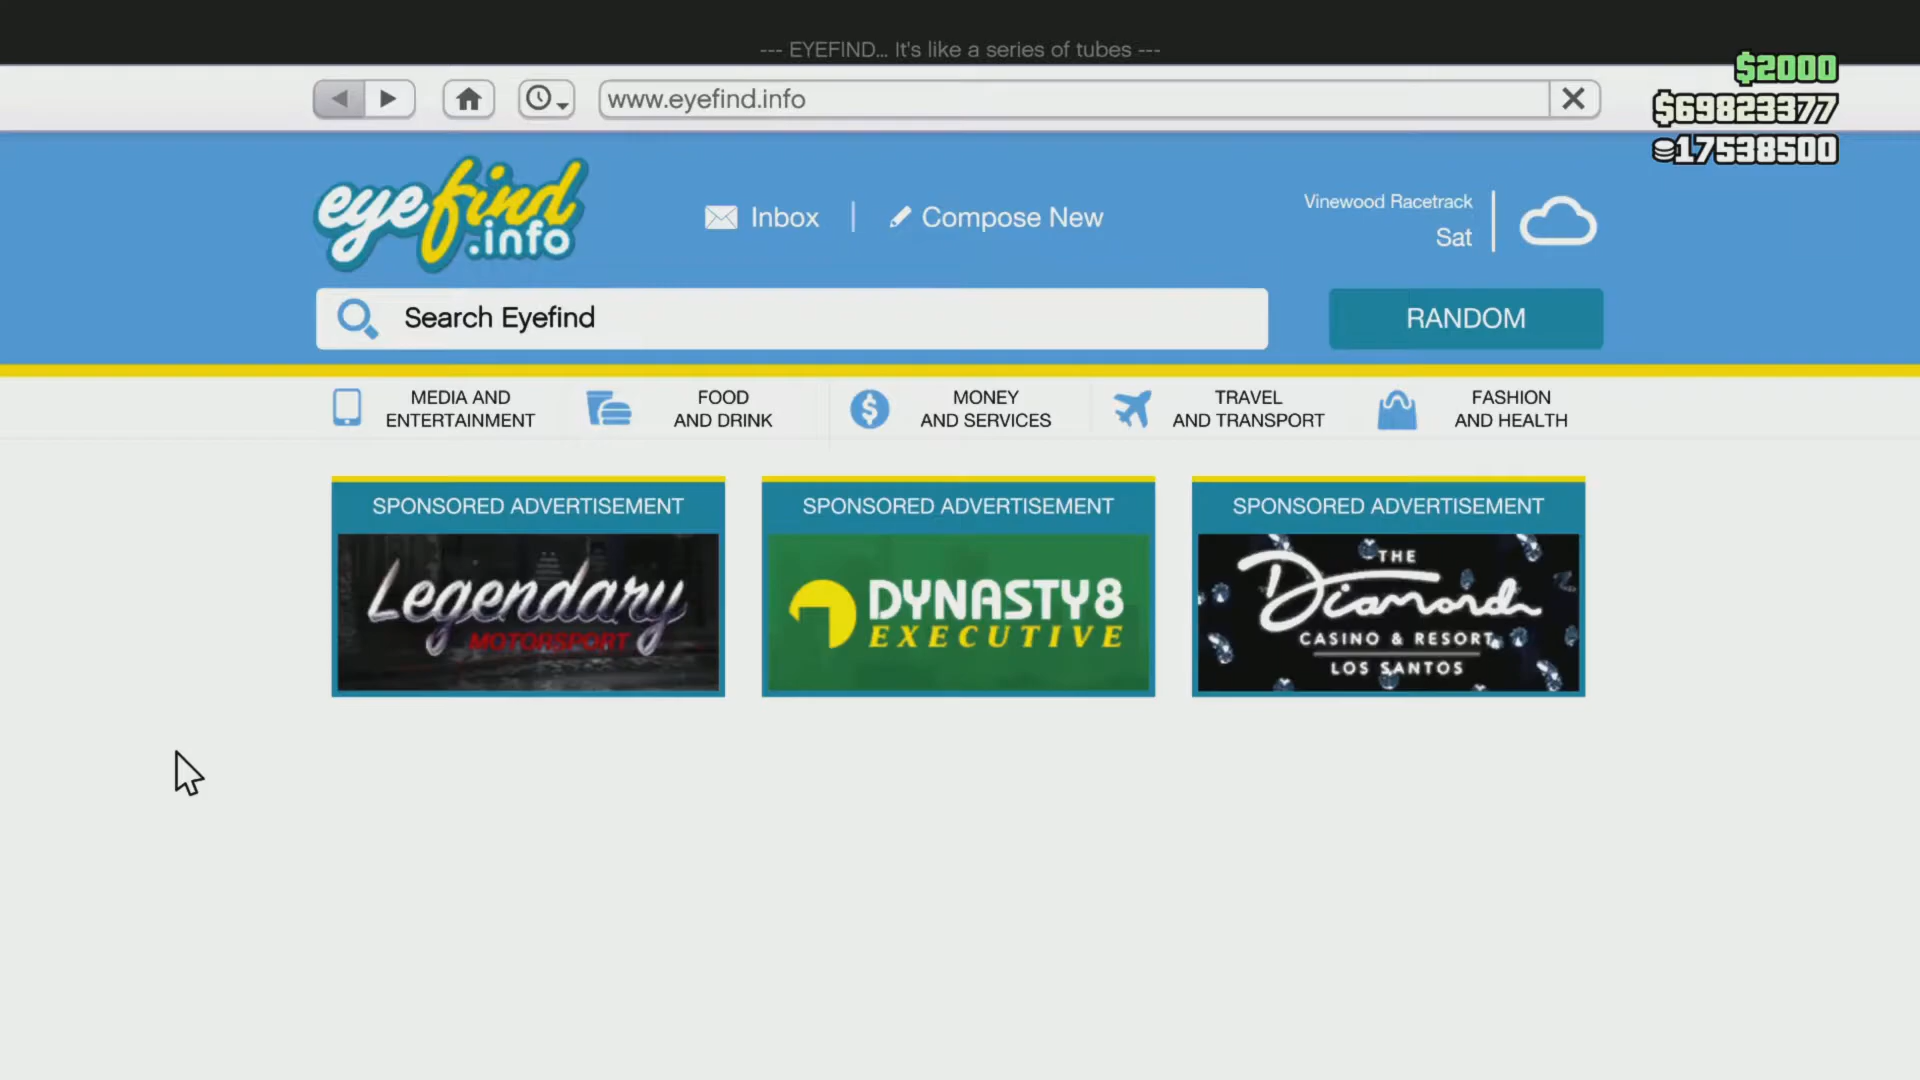 --- EYEFIND... It's like a series of tubes ---
$2000
www.eyefind.info
$69823377
17538500
eyefind
.info
Inbox
Compose New
Vinewood Racetrack
Sat
Search Eyefind
RANDOM
MEDIA AND
ENTERTAINMENT
FOOD
AND DRINK
MONEY
AND SERVICES
TRAVEL
AND TRANSPORT
FASHION
AND HEALTH
SPONSORED ADVERTISEMENT
Legendary
MOTORSPORT
SPONSORED ADVERTISEMENT
DYNASTY8
EXECUTIVE
SPONSORED ADVERTISEMENT
THE
Diamond
CASINO & RESORT
LOS SANTOS